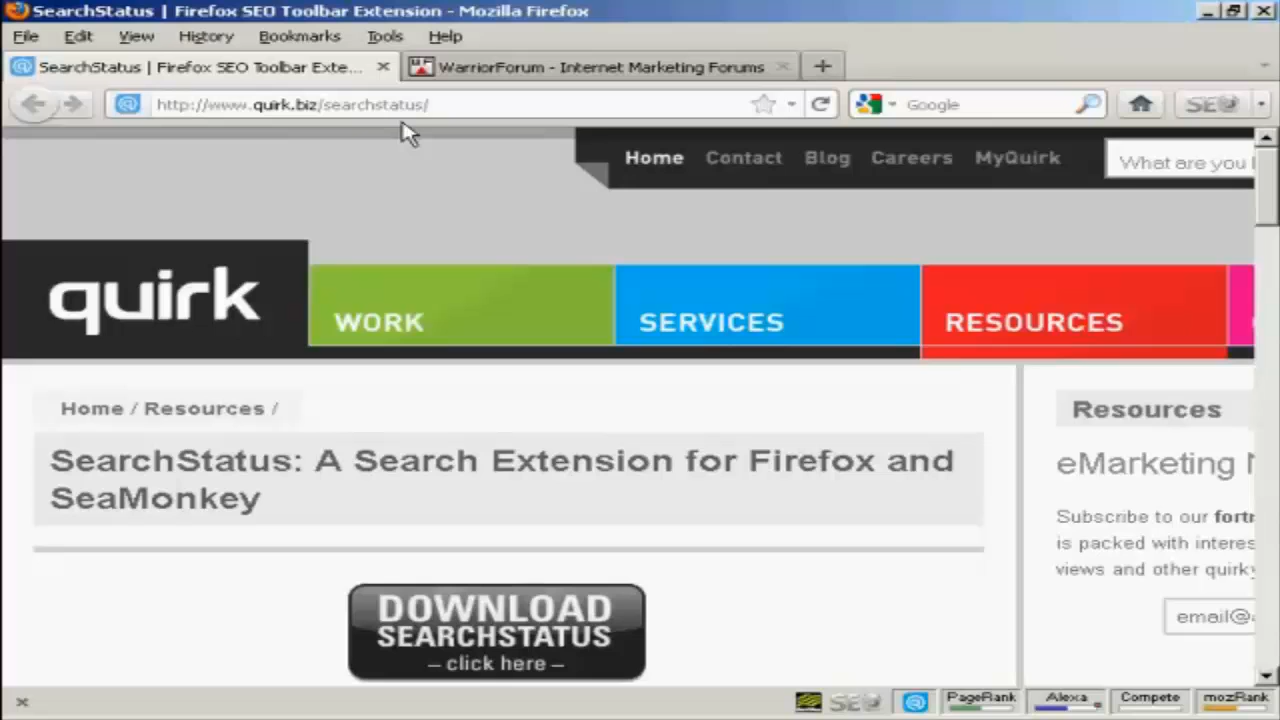 SearchStatus | Firefox SEO Toolbar Extension - Mozilla Firefox
File Edit View History Bookmarks Tools Help
SearchStatus | Firefox SEO Toolbar Exte... WarriorForum - Internet Marketing Forums
http://www.quirk.biz/searchstatus/ Google SEO
Home Contact Blog Careers MyQuirk What are you
quirk WORK SERVICES RESOURCES
Home / Resources /
SearchStatus: A Search Extension for Firefox and
SeaMonkey
DOWNLOAD
SEARCHSTATUS
– click here –
Resources
eMarketing
Subscribe to our
is packed with
views and other
email@
SEO PageRank Alexa Compete mozRank